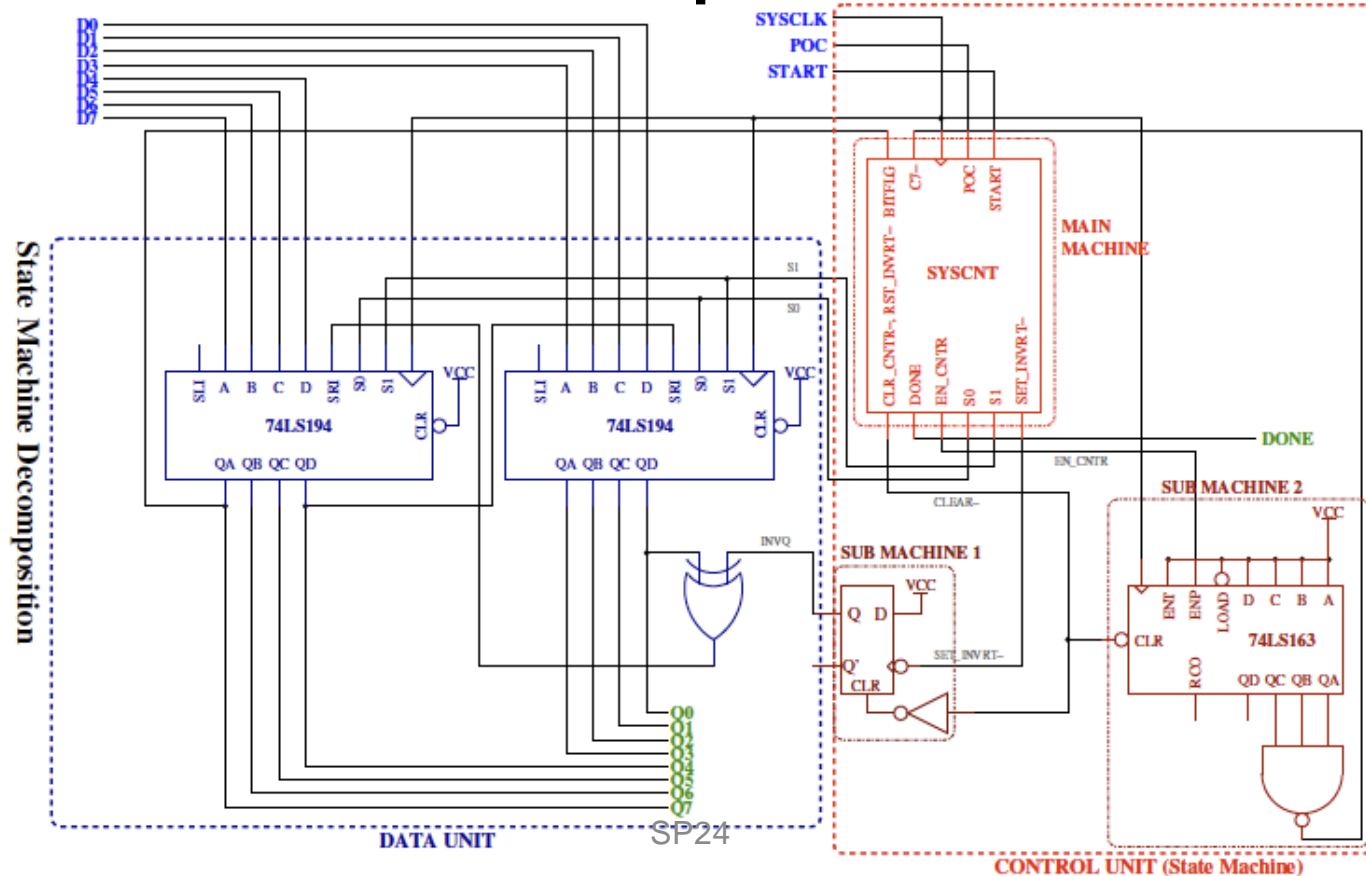 D0
D1
D2
D3
D4
D5
D6
D7
SYSCLK
POC
START
State Machine Decomposition
BITFLG
C7-
POC
START
SYSCNT
CLR_CNTR-, RST_INVRT-
DONE
EN_CNTR
S0
S1
SET_INVRT-
MAIN
MACHINE
S1
S0
SLI A B C D SRI S0 S1
VCC
74LS194
CLR
QA QB QC QD
SLI A B C D SRI S0 S1
VCC
74LS194
CLR
QA QB QC QD
DONE
EN_CNTR
CLEAR-
INVQ
SUB MACHINE 1
VCC
Q D
Q'
CLR
SET_INVRT-
SUB MACHINE 2
VCC
ENT ENP LOAD D C B A
CLR
74LS163
RCO QD QC QB QA
Q0
Q1
Q2
Q3
Q4
Q5
Q6
Q7
SP24
DATA UNIT
CONTROL UNIT (State Machine)